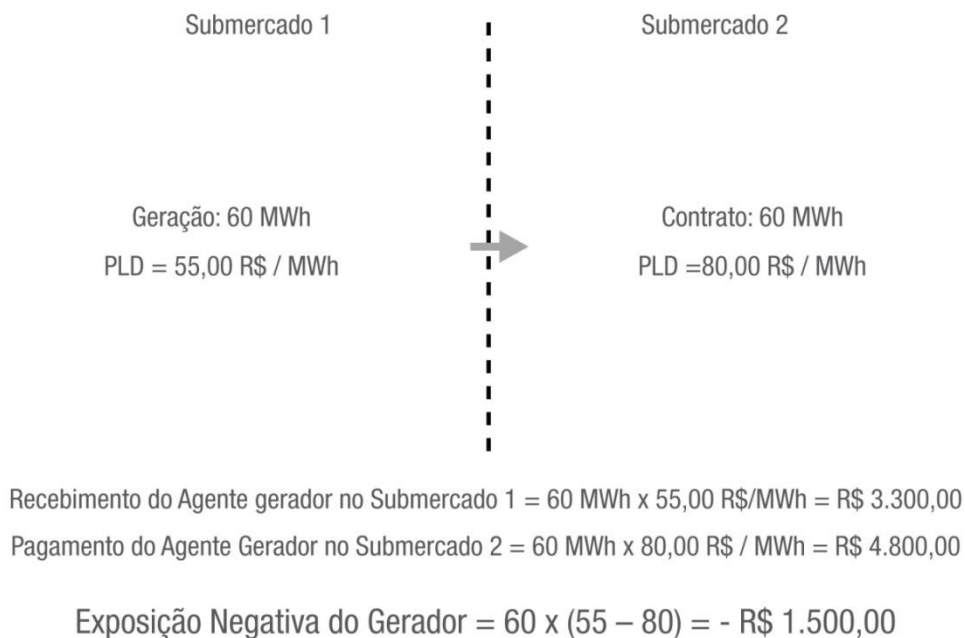 Submercado 1
Submercado 2
Geração: 60 MWh
PLD = 55,00 R$ / MWh
Contrato: 60 MWh
PLD =80,00 R$ / MWh
Recebimento do Agente gerador no Submercado 1 = 60 MWh x 55,00 R$/MWh = R$ 3.300,00
Pagamento do Agente Gerador no Submercado 2 = 60 MWh x 80,00 R$ / MWh = R$ 4.800,00
Exposição Negativa do Gerador = 60 x (55 – 80) = - R$ 1.500,00